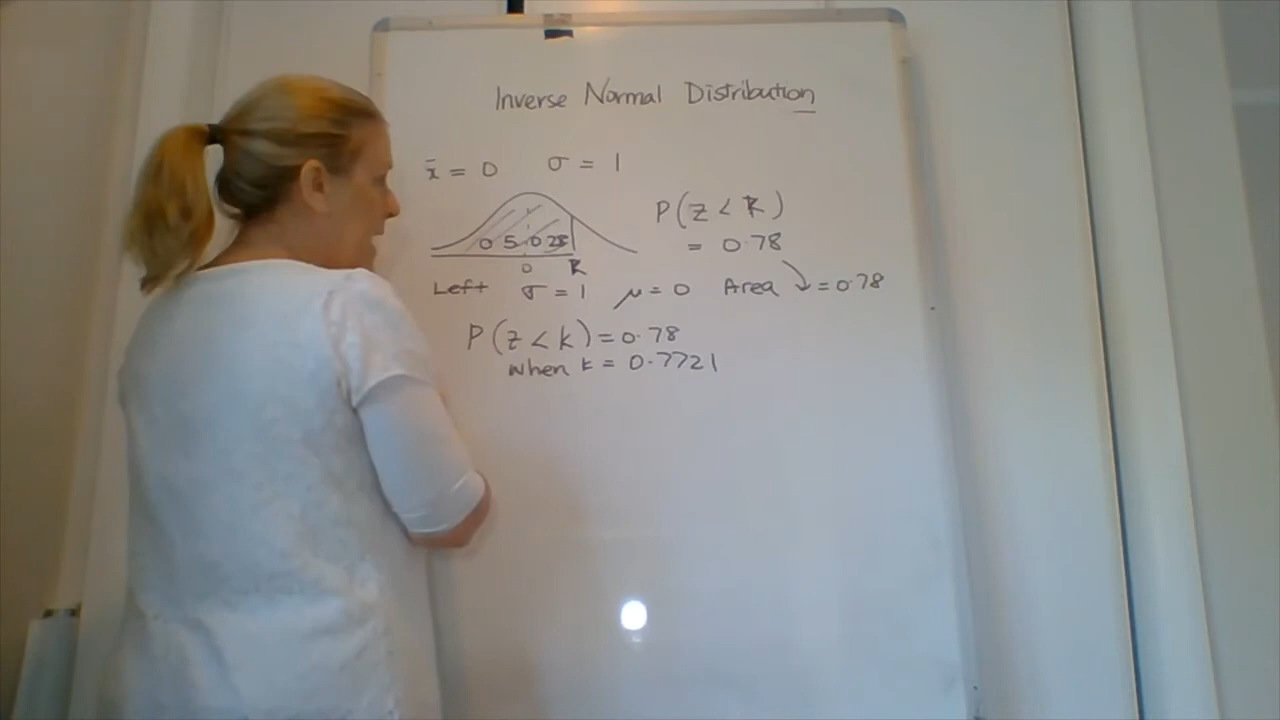 Inverse Normal Distribution
x̄ = 0 σ = 1
P(Z < k)
= 0.78
0.5 0.28
0 k
Left σ = 1 μ = 0 Area ↘ = 0.78
P(Z < k) = 0.78
when k = 0.7721